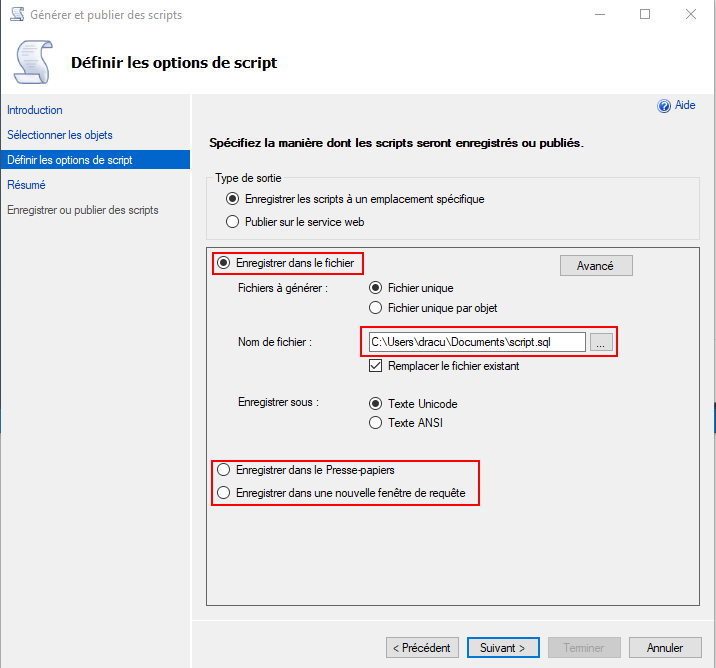 Générer et publier des scripts
Définir les options de script
Introduction
Sélectionner les objets
Définir les options de script
Résumé
Enregistrer ou publier des scripts
Aide
Spécifiez la manière dont les scripts seront enregistrés ou publiés.
Type de sortie
Enregistrer les scripts à un emplacement spécifique
Publier sur le service web
Enregistrer dans le fichier
Avancé
Fichiers à générer :
Fichier unique
Fichier unique par objet
Nom de fichier :
C:\Users\dracu\Documents\script.sql
...
Remplacer le fichier existant
Enregistrer sous :
Texte Unicode
Texte ANSI
Enregistrer dans le Presse-papiers
Enregistrer dans une nouvelle fenêtre de requête
< Précédent
Suivant >
Terminer
Annuler